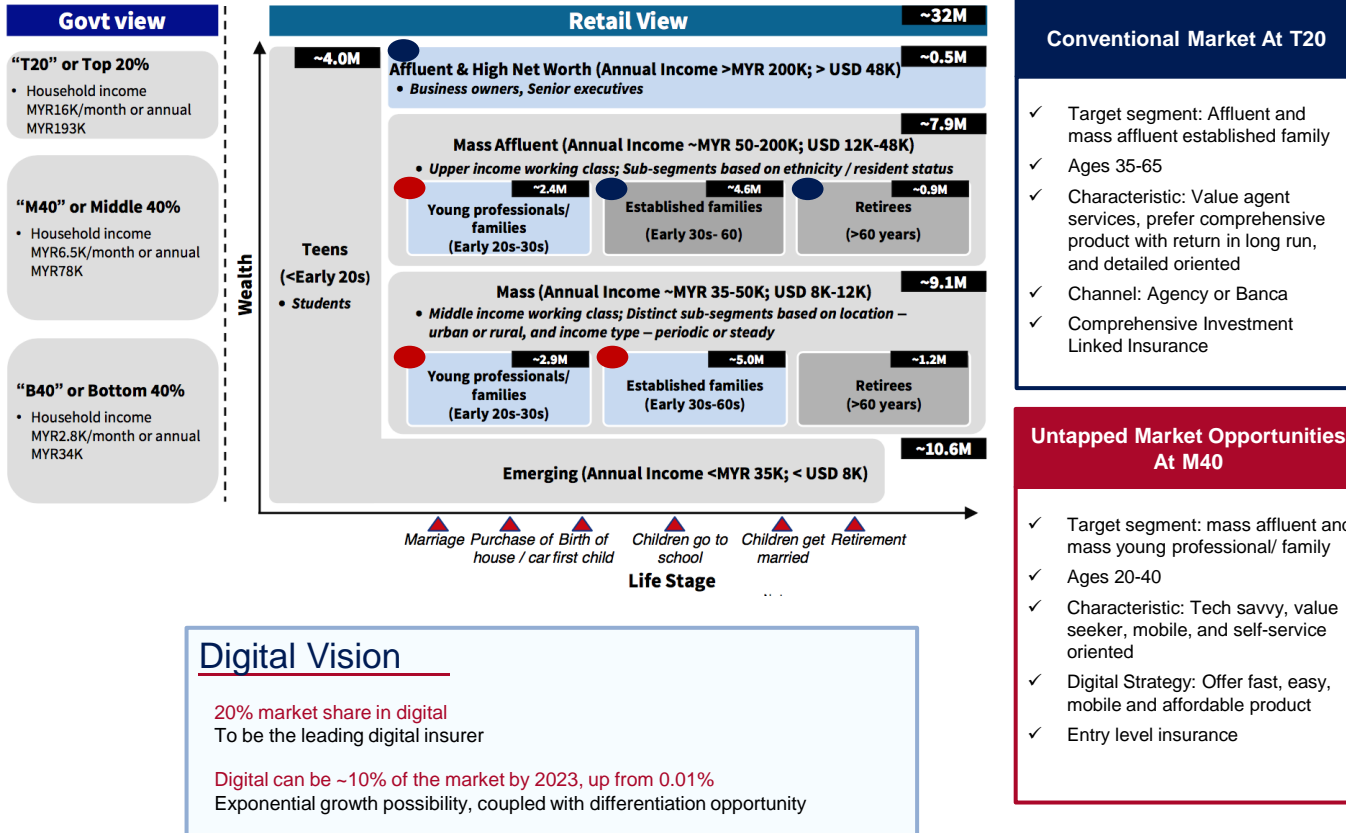 Govt view
"T20" or Top 20%
• Household income
MYR16K/month or annual
MYR193K
"M40" or Middle 40%
• Household income
MYR6.5K/month or annual
MYR78K
"B40" or Bottom 40%
• Household income
MYR2.8K/month or annual
MYR34K
Retail View
~32M
Wealth
~4.0M
Teens
(<Early 20s)
• Students
Affluent & High Net Worth (Annual Income >MYR 200K; > USD 48K)
~0.5M
• Business owners, Senior executives
~7.9M
Mass Affluent (Annual Income ~MYR 50-200K; USD 12K-48K)
• Upper income working class; Sub-segments based on ethnicity / resident status
~2.4M
Young professionals/
families
(Early 20s-30s)
~4.6M
Established families
(Early 30s- 60)
~0.9M
Retirees
(>60 years)
~9.1M
Mass (Annual Income ~MYR 35-50K; USD 8K-12K)
• Middle income working class; Distinct sub-segments based on location –
urban or rural, and income type – periodic or steady
~2.9M
Young professionals/
families
(Early 20s-30s)
~5.0M
Established families
(Early 30s-60s)
~1.2M
Retirees
(>60 years)
~10.6M
Emerging (Annual Income <MYR 35K; < USD 8K)
Marriage
Purchase of
house / car
Birth of
first child
Children go to
school
Children get
married
Retirement
Life Stage
Conventional Market At T20
✓ Target segment: Affluent and
mass affluent established family
✓ Ages 35-65
✓ Characteristic: Value agent
services, prefer comprehensive
product with return in long run,
and detailed oriented
✓ Channel: Agency or Banca
✓ Comprehensive Investment
Linked Insurance
Untapped Market Opportunities
At M40
✓ Target segment: mass affluent and
mass young professional/ family
✓ Ages 20-40
✓ Characteristic: Tech savvy, value
seeker, mobile, and self-service
oriented
✓ Digital Strategy: Offer fast, easy,
mobile and affordable product
✓ Entry level insurance
Digital Vision
20% market share in digital
To be the leading digital insurer
Digital can be ~10% of the market by 2023, up from 0.01%
Exponential growth possibility, coupled with differentiation opportunity